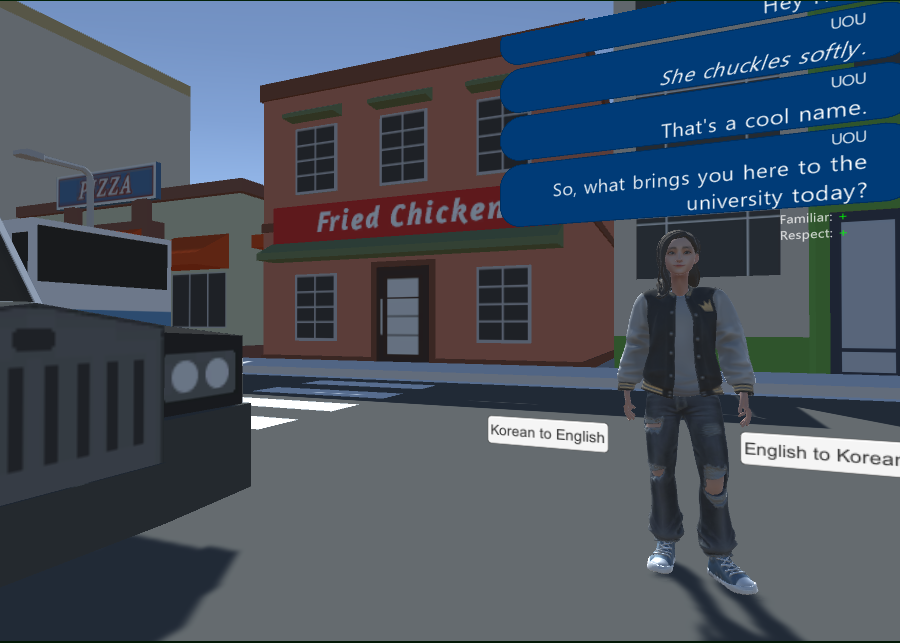 Hey
UOU
She chuckles softly.
UOU
That's a cool name.
UOU
So, what brings you here to the
university today?
Familiar: +
Respect: +
PIZZA
Fried Chicken
Korean to English
English to Korean